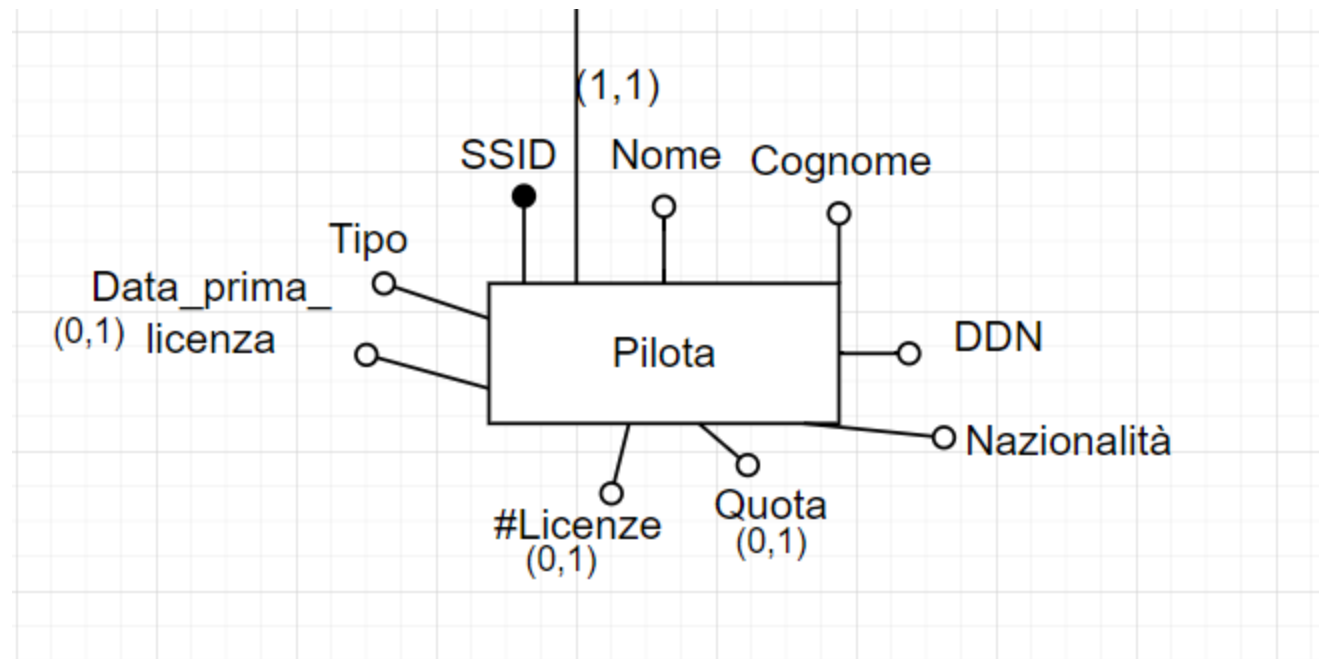 (1,1)
SSID
Nome
Cognome
Tipo
Data_prima_
(0,1) licenza
Pilota
DDN
Nazionalità
#Licenze
(0,1)
Quota
(0,1)